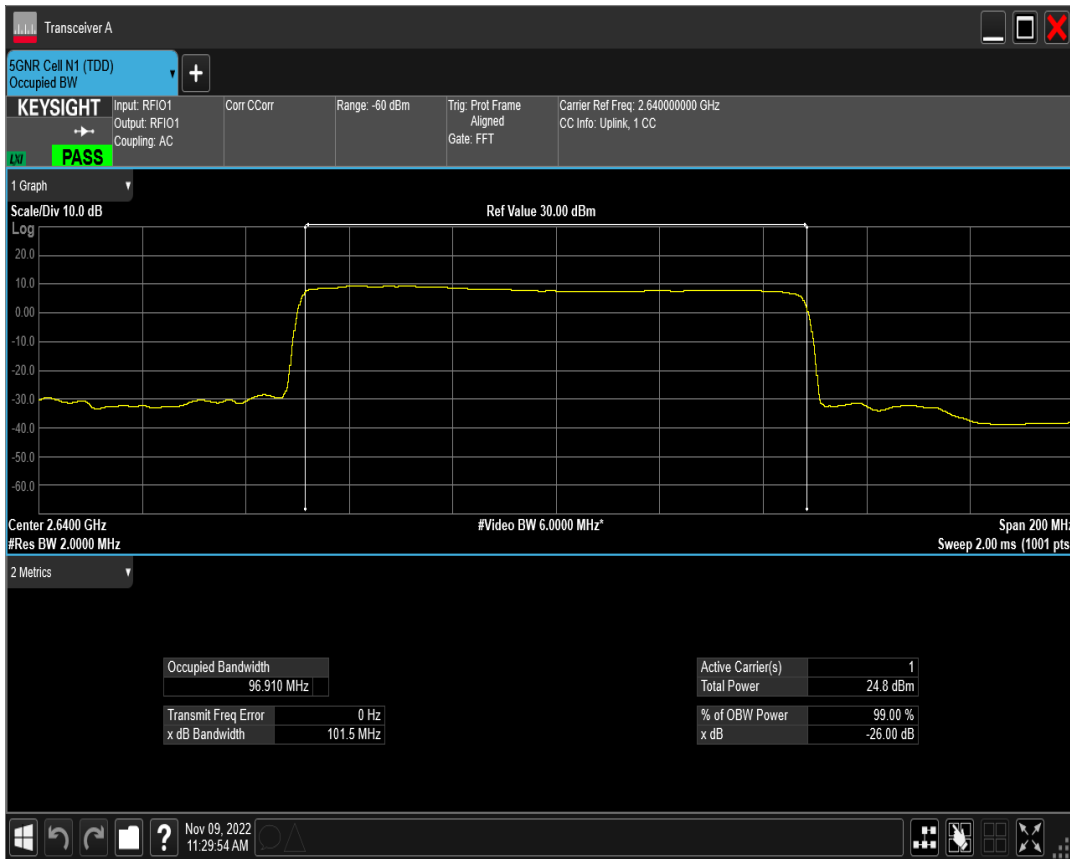 Transceiver A
5GNR Cell N1 (TDD)
Occupied BW
+
KEYSIGHT
LXI
PASS
Input: RFIO1
Output: RFIO1
Coupling: AC
Corr CCorr
Range: -60 dBm
Trig: Prot Frame
Aligned
Gate: FFT
Carrier Ref Freq: 2.640000000 GHz
CC Info: Uplink, 1 CC
1 Graph
Scale/Div 10.0 dB
Ref Value 30.00 dBm
Log
20.0
10.0
0.00
-10.0
-20.0
-30.0
-40.0
-50.0
-60.0
Center 2.6400 GHz
#Video BW 6.0000 MHz*
Span 200 MHz
#Res BW 2.0000 MHz
Sweep 2.00 ms (1001 pts
2 Metrics
Occupied Bandwidth
96.910 MHz
Transmit Freq Error 0 Hz
x dB Bandwidth 101.5 MHz
Active Carrier(s) 1
Total Power 24.8 dBm
% of OBW Power 99.00 %
x dB -26.00 dB
?
Nov 09, 2022
11:29:54 AM